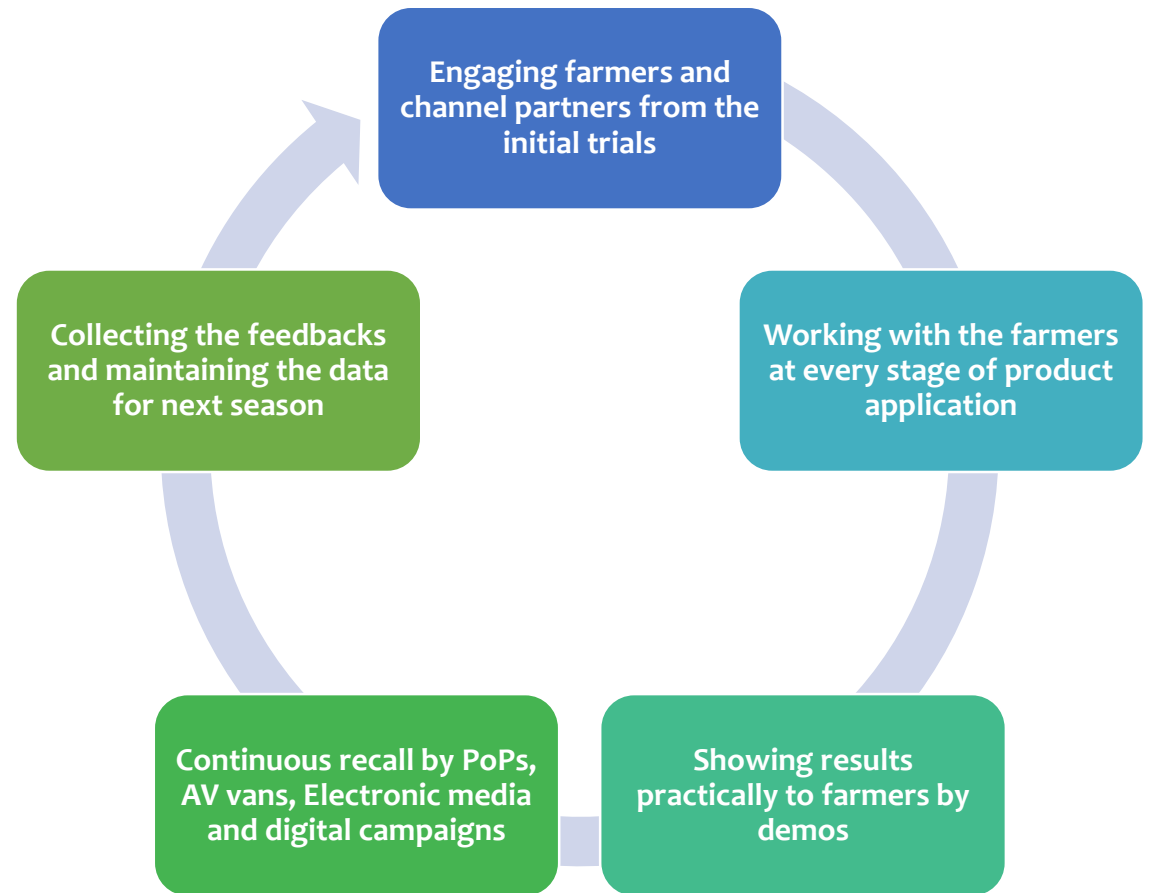 Engaging farmers and
channel partners from the
initial trials
Working with the farmers
at every stage of product
application
Showing results
practically to farmers by
demos
Continuous recall by PoPs,
AV vans, Electronic media
and digital campaigns
Collecting the feedbacks
and maintaining the data
for next season